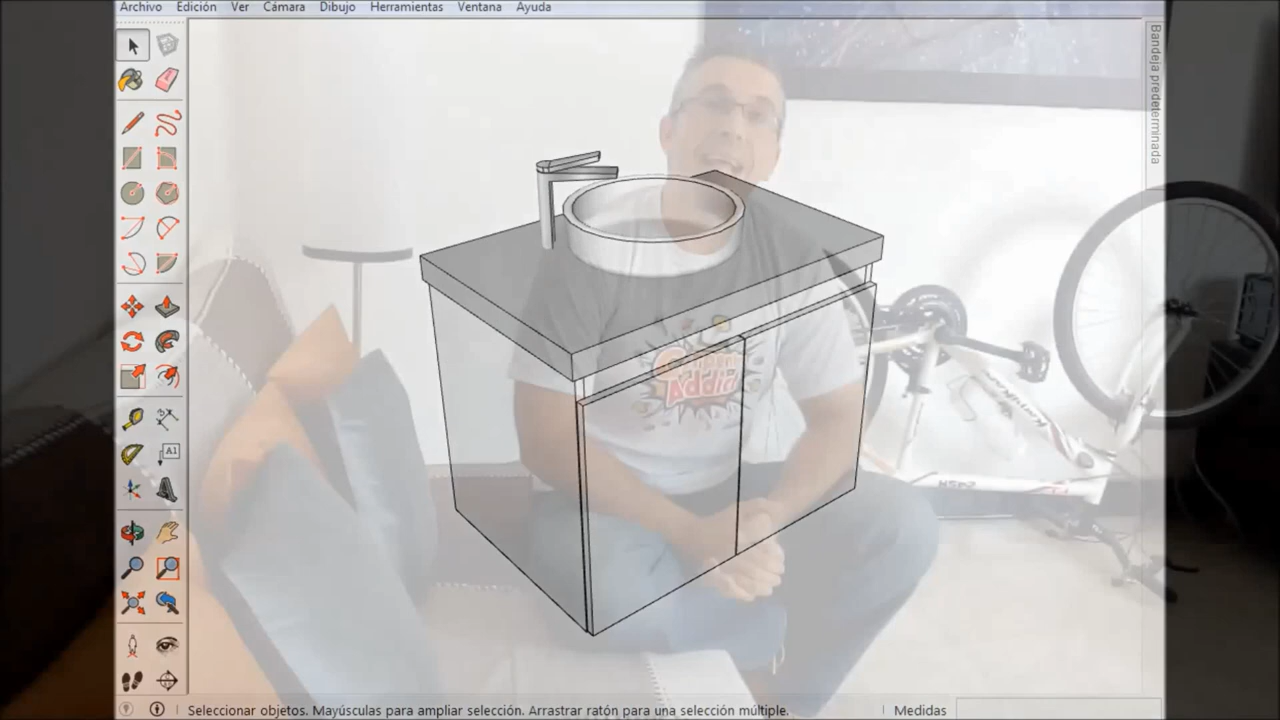 Archivo Edición Ver Cámara Dibujo Herramientas Ventana Ayuda
Bandeja predeterminada
A1
Addic
Seleccionar objetos. Mayúsculas para ampliar selección. Arrastrar ratón para una selección múltiple.
Medidas